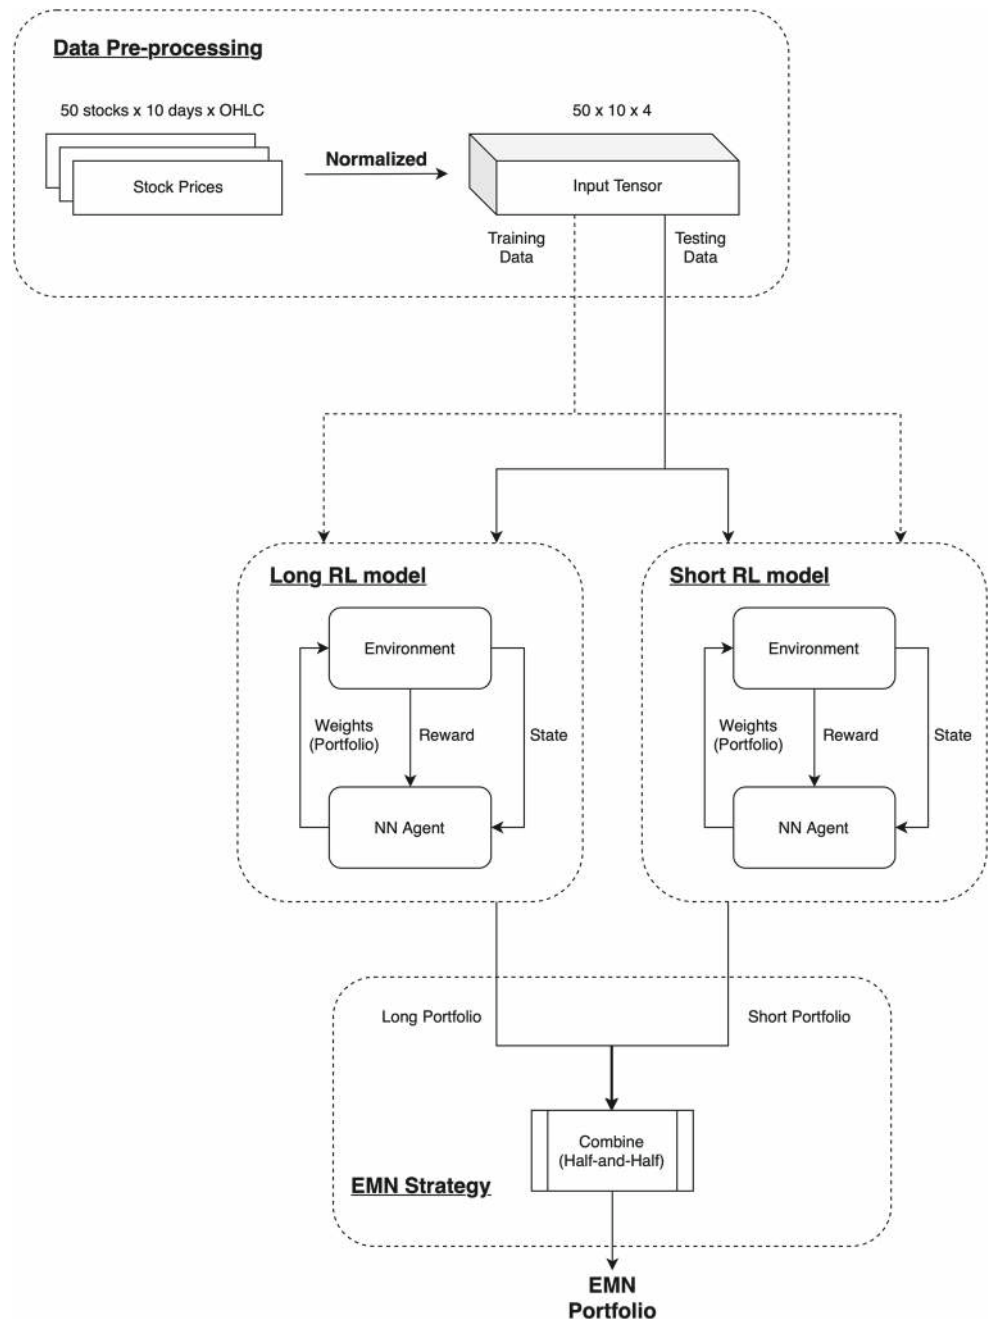 Data Pre-processing
50 stocks x 10 days x OHLC
50 x 10 x 4
Normalized
Stock Prices
Input Tensor
Training
Data
Testing
Data
Long RL model
Environment
Weights
(Portfolio)
Reward
State
NN Agent
Short RL model
Environment
Weights
(Portfolio)
Reward
State
NN Agent
Long Portfolio
Short Portfolio
Combine
(Half-and-Half)
EMN Strategy
EMN
Portfolio